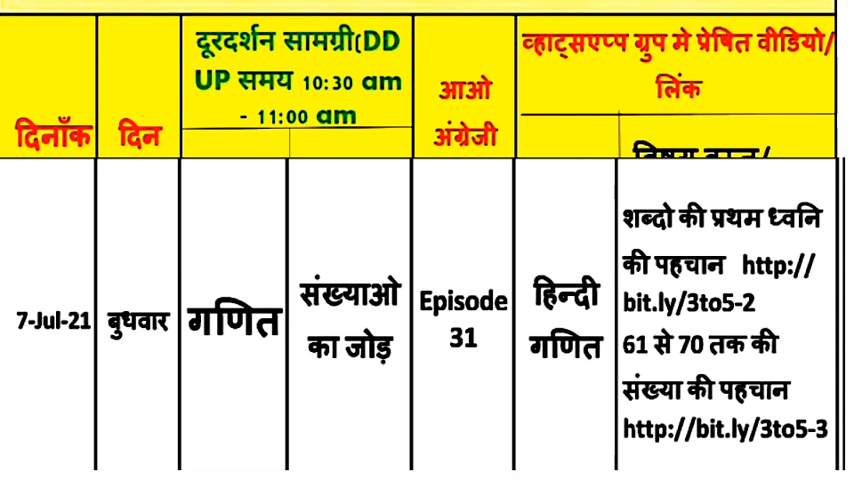 दूरदर्शन सामग्री(DD
UP समय 10:30 am
- 11:00 am
व्हाट्सएप्प ग्रुप मे प्रेषित वीडियो/
लिंक
आओ
अंग्रेजी
दिनाँक
दिन
7-Jul-21
बुधवार
गणित
संख्याओ
का जोड़
Episode
31
हिन्दी
गणित
शब्दो की प्रथम ध्वनि
की पहचान http://
bit.ly/3to5-2
61 से 70 तक की
संख्या की पहचान
http://bit.ly/3to5-3